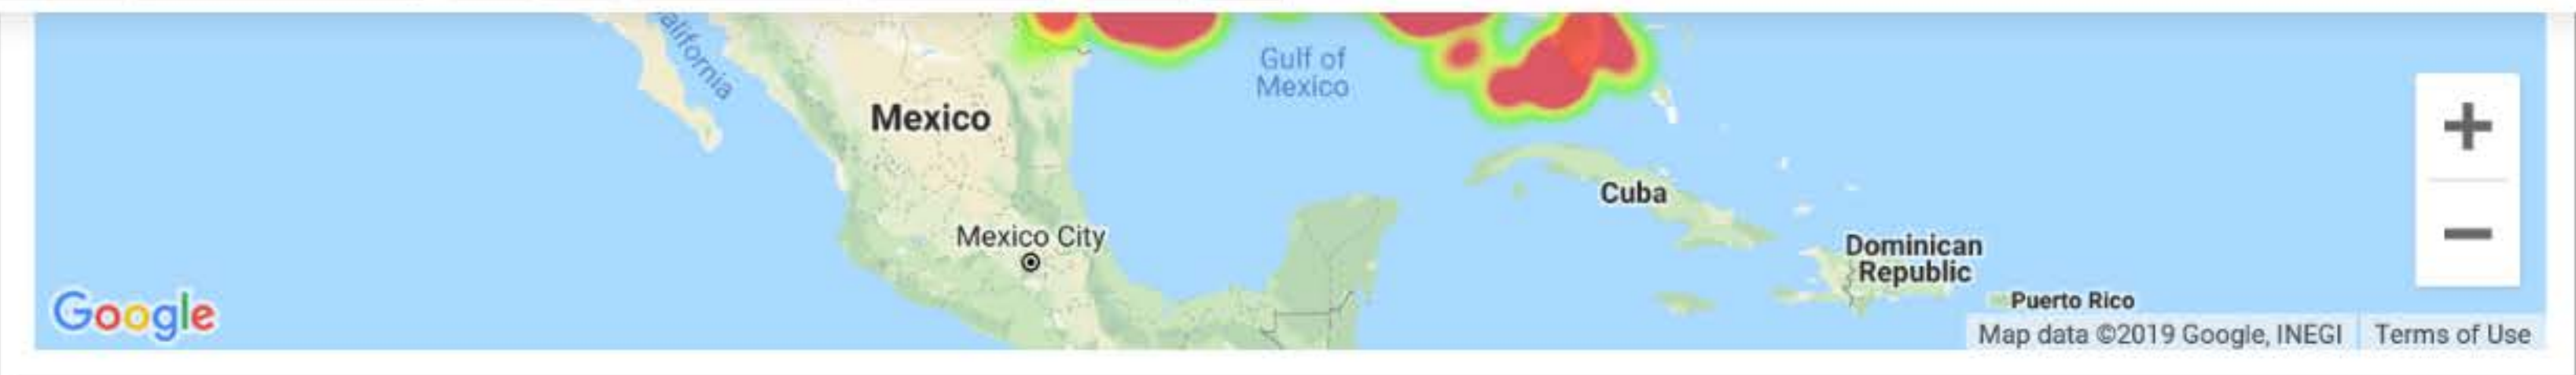 alifornia
Gulf of
Mexico
Mexico
Cuba
Mexico City
Dominican
Republic
Puerto Rico
Google
Map data ©2019 Google, INEGI
Terms of Use